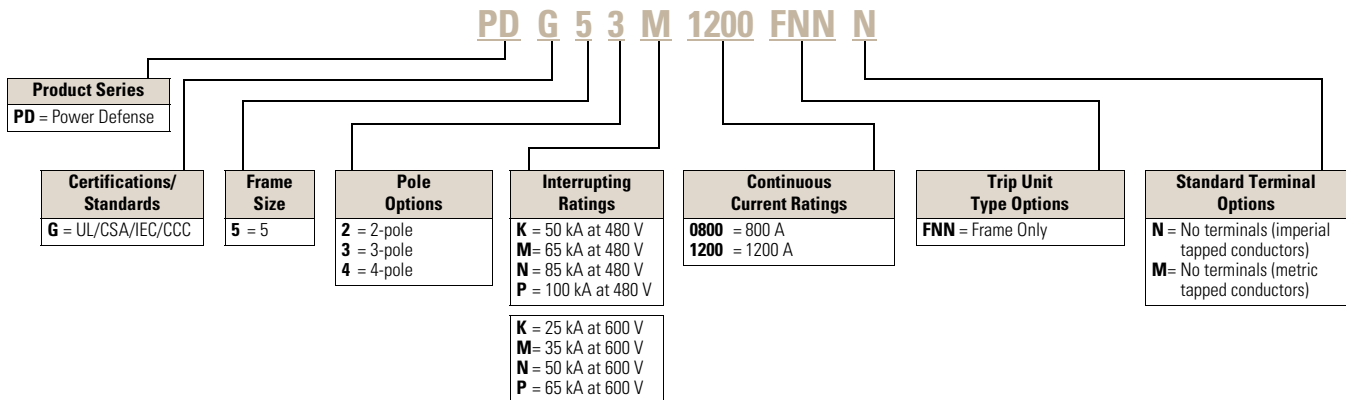 PD G 5 3 M 1200 FNN N
Product Series
PD = Power Defense
Certifications/
Standards
G = UL/CSA/IEC/CCC
Frame
Size
5 = 5
Pole
Options
2 = 2-pole
3 = 3-pole
4 = 4-pole
Interrupting
Ratings
K = 50 kA at 480 V
M= 65 kA at 480 V
N = 85 kA at 480 V
P = 100 kA at 480 V
K = 25 kA at 600 V
M= 35 kA at 600 V
N = 50 kA at 600 V
P = 65 kA at 600 V
Continuous
Current Ratings
0800 = 800 A
1200 = 1200 A
Trip Unit
Type Options
FNN = Frame Only
Standard Terminal
Options
N = No terminals (imperial
tapped conductors)
M= No terminals (metric
tapped conductors)